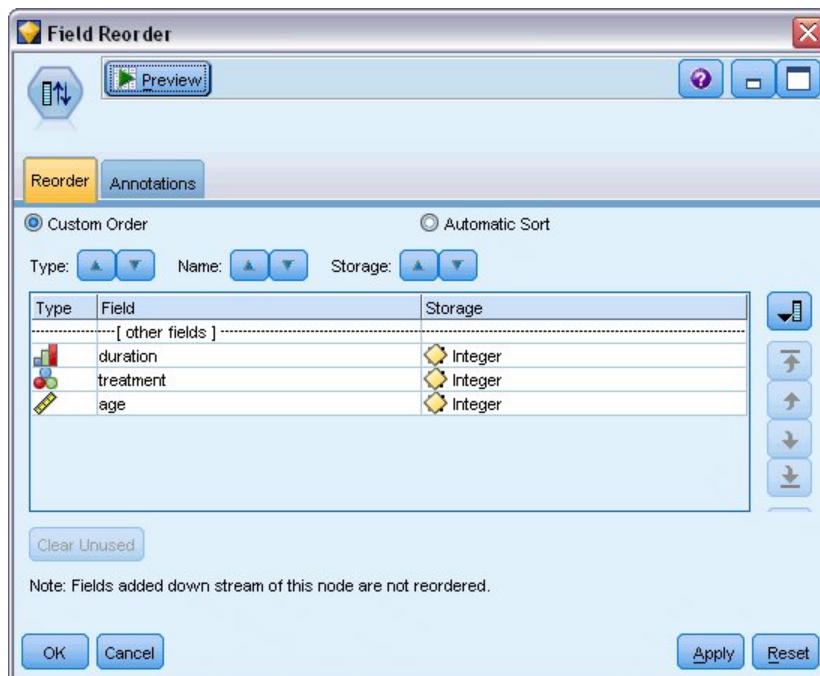 Field Reorder
Preview
Reorder Annotations
Custom Order Automatic Sort
Type: Name: Storage:
Type Field Storage
[ other fields ]
duration Integer
treatment Integer
age Integer
Clear Unused
Note: Fields added down stream of this node are not reordered.
OK Cancel Apply Reset